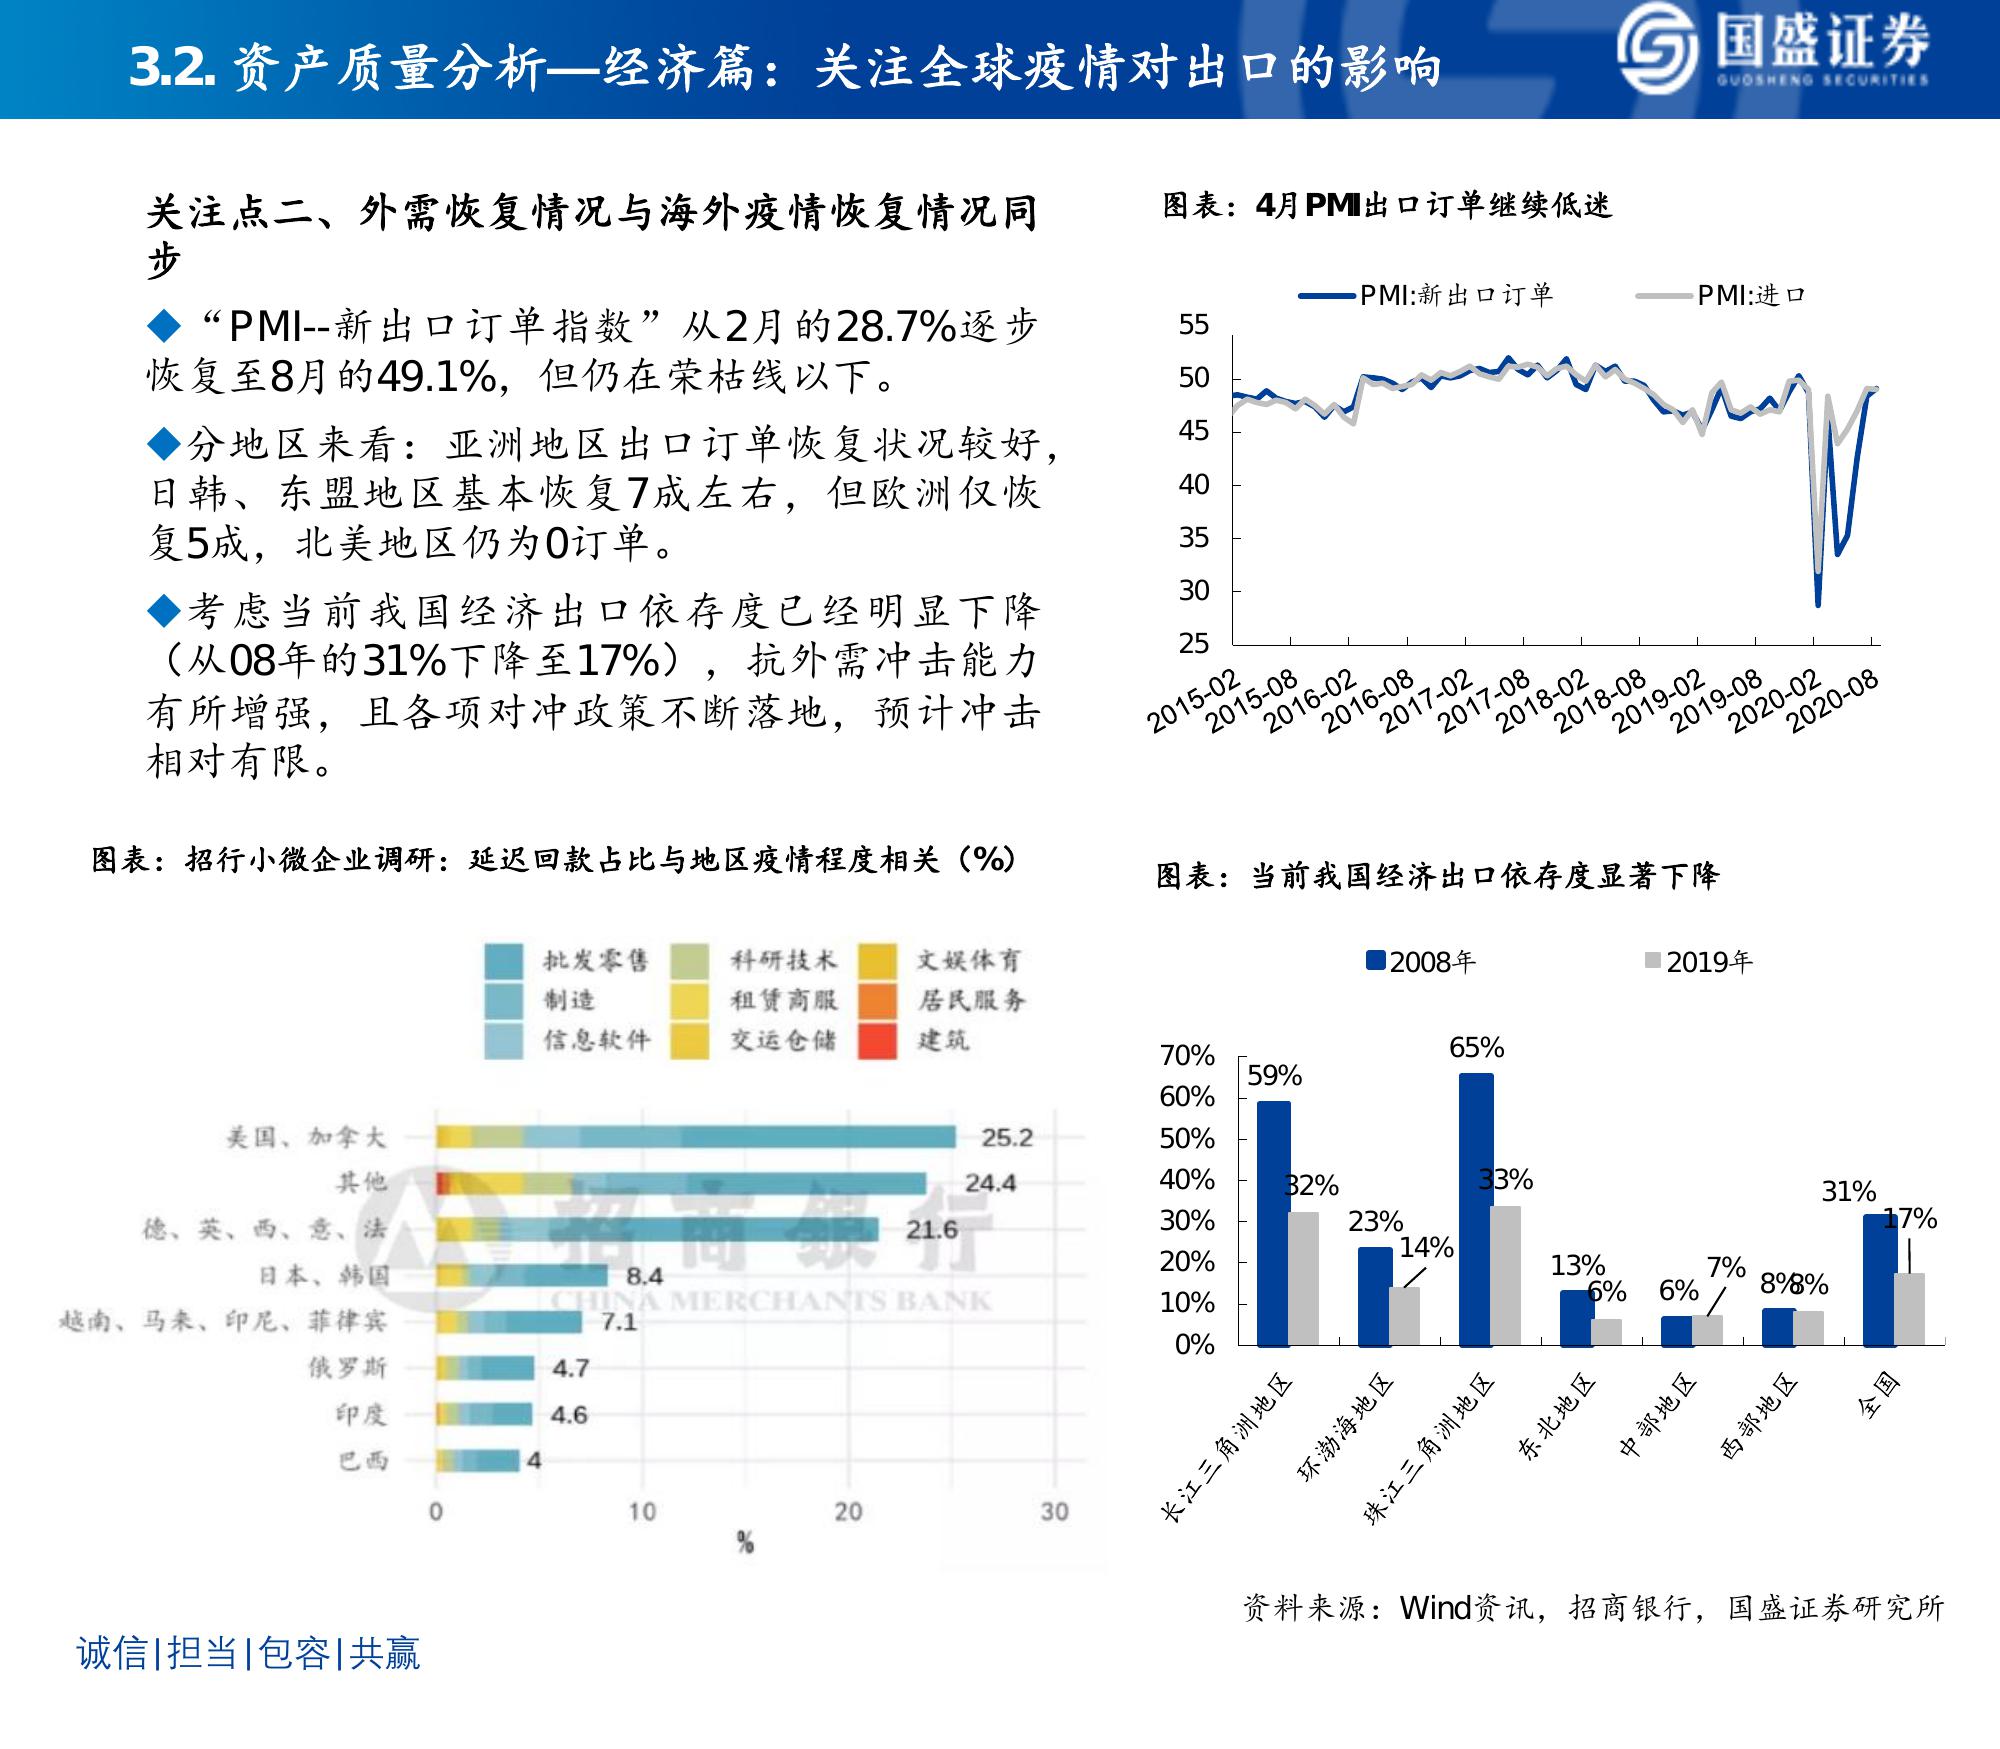 3.2. 资产质量分析—经济篇：关注全球疫情对出口的影响
国盛证券
GUOSHENG SECURITIES
关注点二、外需恢复情况与海外疫情恢复情况同
步
◆“PMI--新出口订单指数”从2月的28.7%逐步
恢复至8月的49.1%，但仍在荣枯线以下。
◆分地区来看：亚洲地区出口订单恢复状况较好，
日韩、东盟地区基本恢复7成左右，但欧洲仅恢
复5成，北美地区仍为0订单。
◆考虑当前我国经济出口依存度已经明显下降
（从08年的31%下降至17%），抗外需冲击能力
有所增强，且各项对冲政策不断落地，预计冲击
相对有限。
图表：4月PMI出口订单继续低迷
PMI:新出口订单 PMI:进口
55
50
45
40
35
30
25
2015-02 2015-08 2016-02 2016-08 2017-02 2017-08 2018-02 2018-08 2019-02 2019-08 2020-02 2020-08
图表：招行小微企业调研：延迟回款占比与地区疫情程度相关（%）
批发零售 科研技术 文娱体育
制造 租赁商服 居民服务
信息软件 交运仓储 建筑
美国、加拿大 25.2
其他 24.4
德、英、西、意、法 21.6
日本、韩国 8.4
越南、马来、印尼、菲律宾 7.1
俄罗斯 4.7
印度 4.6
巴西 4
0 10 20 30
%
招商银行
CHINA MERCHANTS BANK
图表：当前我国经济出口依存度显著下降
2008年 2019年
70%
60%
50%
40%
30%
20%
10%
0%
59% 32% 23% 14% 65% 33% 13% 6% 6% 7% 8% 8% 31% 17%
长江三角洲地区 环渤海地区 珠江三角洲地区 东北地区 中部地区 西部地区 全国
资料来源：Wind资讯，招商银行，国盛证券研究所
诚信|担当|包容|共赢